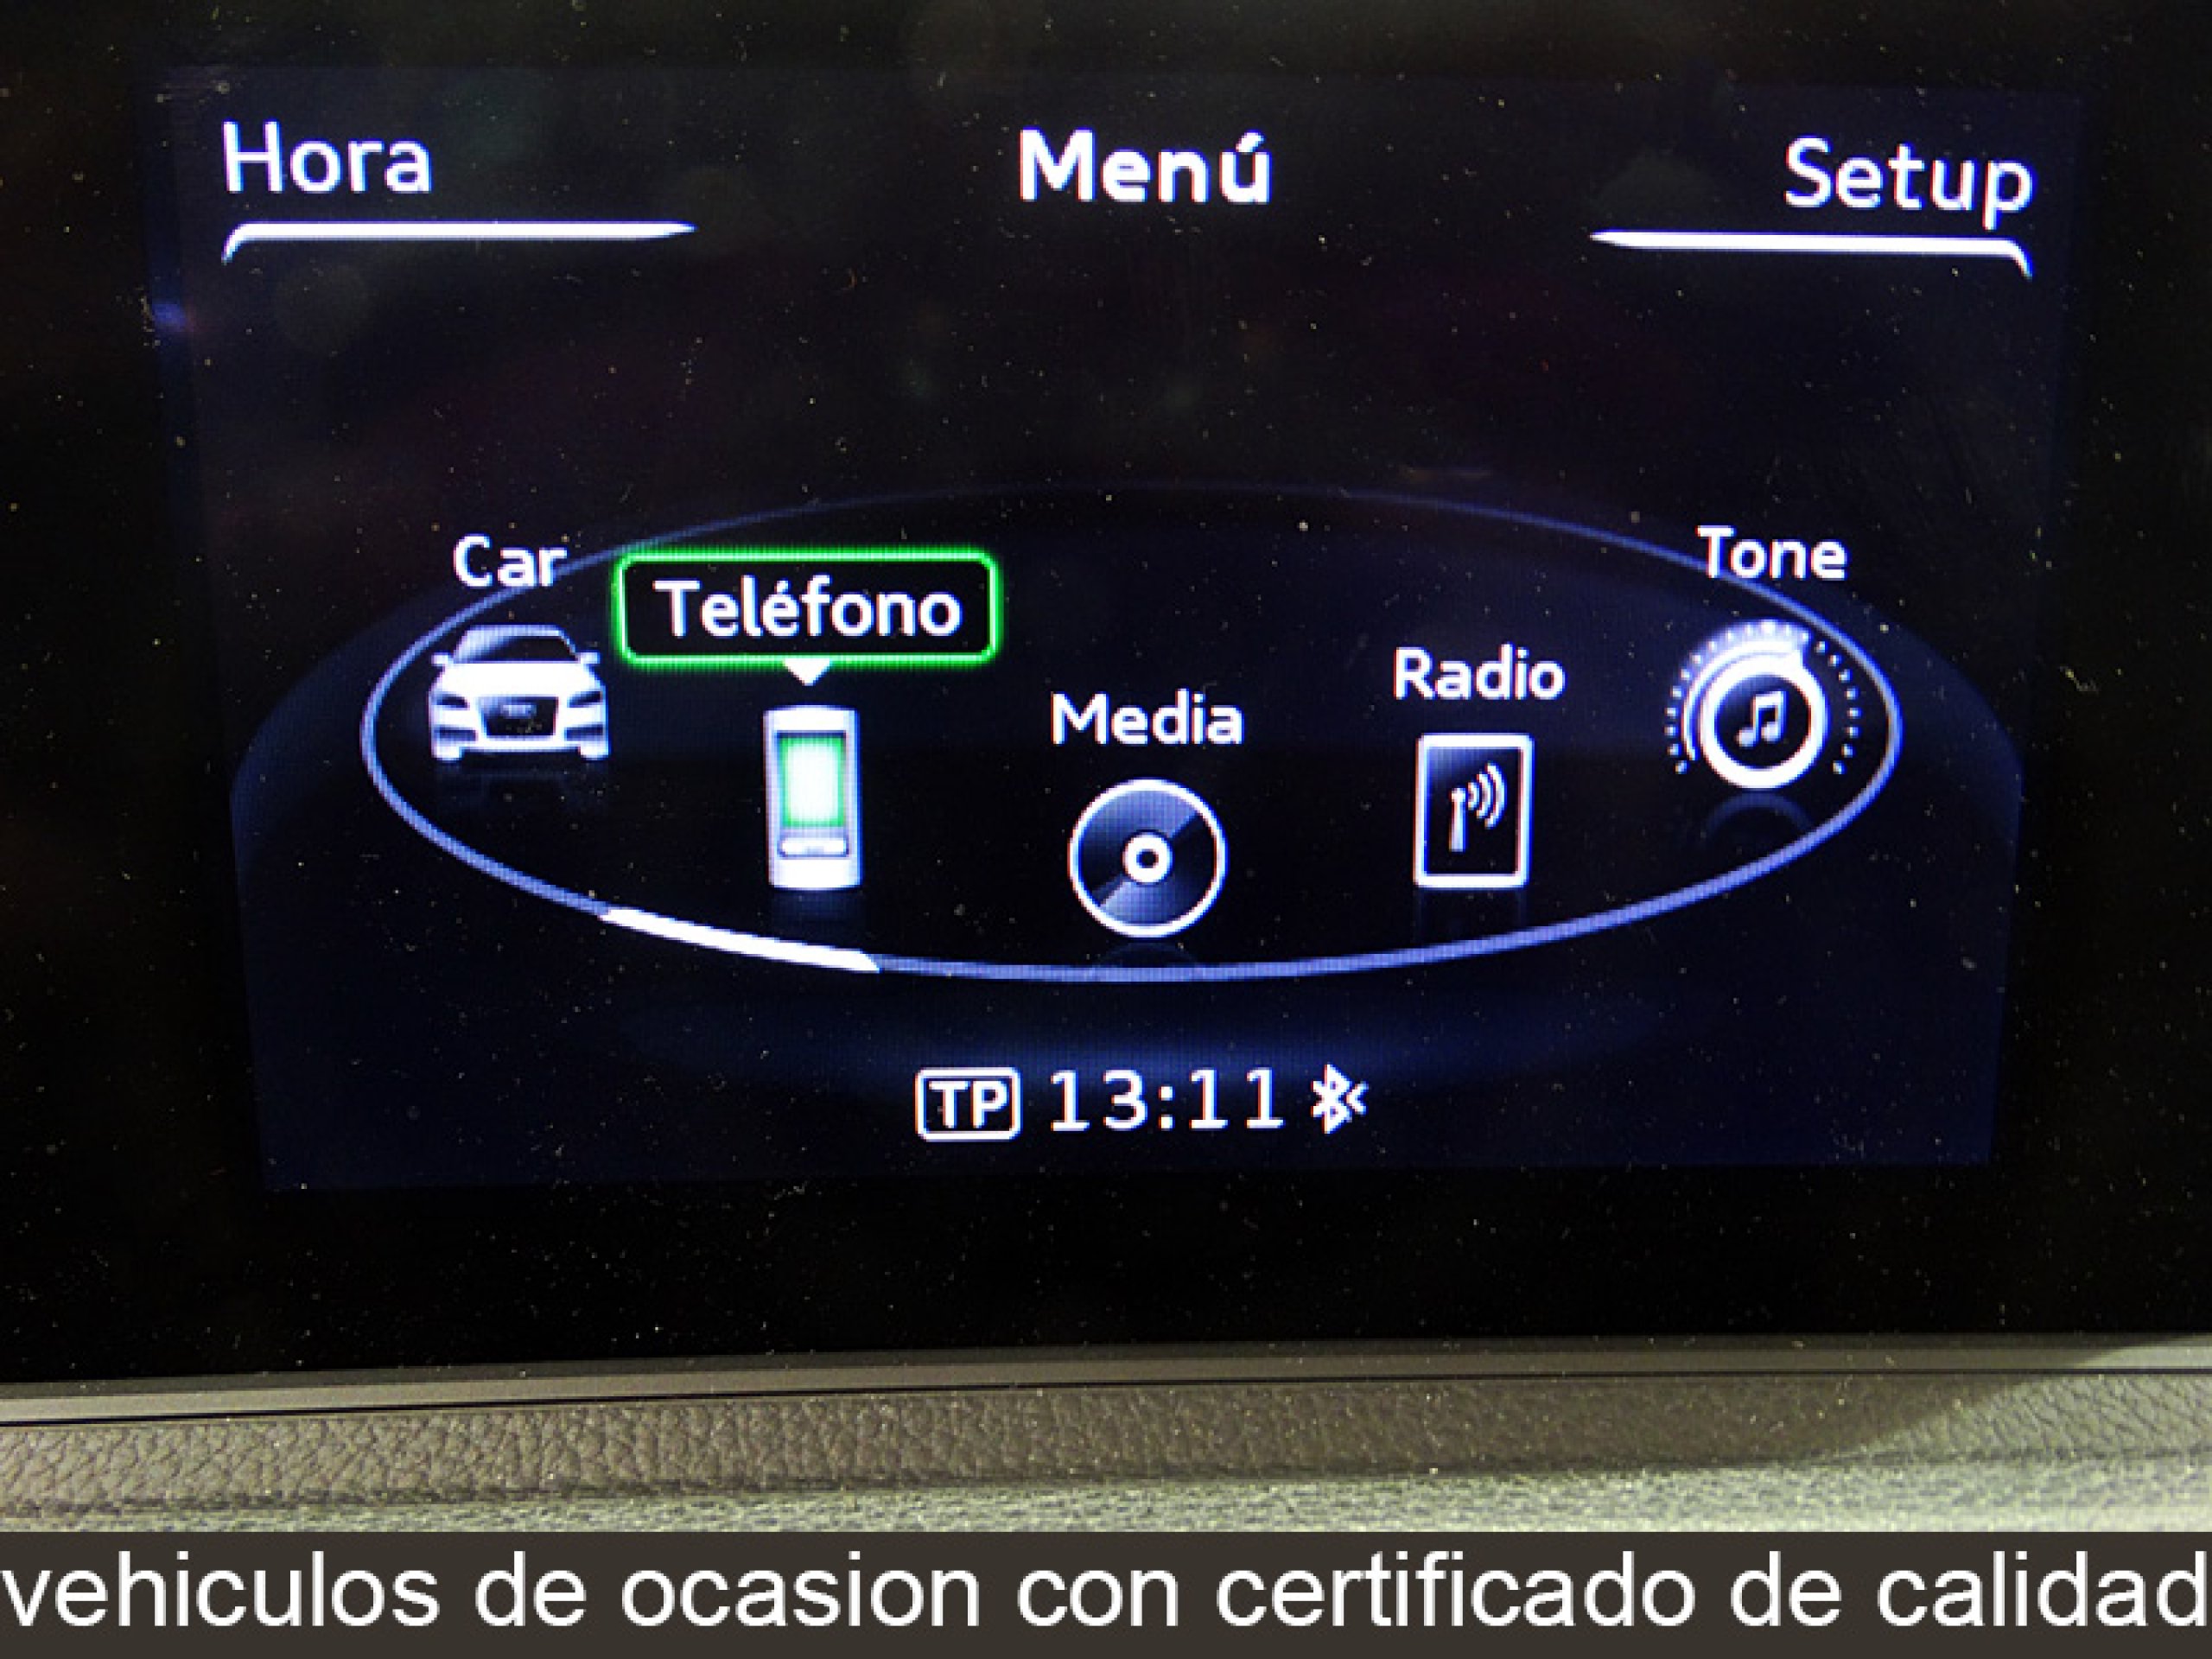 Hora Menú Setup
Car Teléfono Media Radio Tone
TP 13:11
vehiculos de ocasion con certificado de calidad